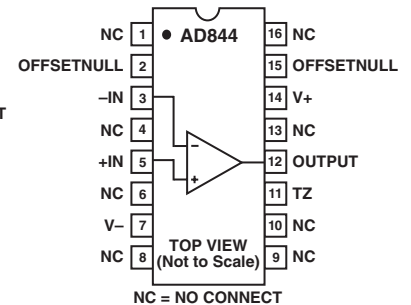 NC 1 AD844 16 NC
OFFSETNULL 2 15 OFFSETNULL
–IN 3 14 V+
NC 4 13 NC
+IN 5 12 OUTPUT
NC 6 11 TZ
V– 7 10 NC
NC 8 TOP VIEW 9 NC
(Not to Scale)
NC = NO CONNECT
T